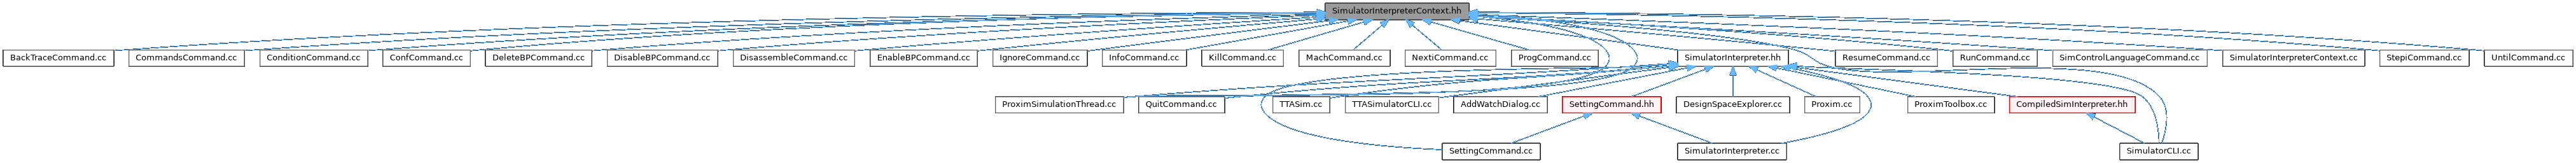 SimulatorInterpreterContext.hh
BackTraceCommand.cc
CommandsCommand.cc
ConditionCommand.cc
ConfCommand.cc
DeleteBPCommand.cc
DisableBPCommand.cc
DisassembleCommand.cc
EnableBPCommand.cc
IgnoreCommand.cc
InfoCommand.cc
KillCommand.cc
MachCommand.cc
NextiCommand.cc
ProgCommand.cc
SimulatorInterpreter.hh
ResumeCommand.cc
RunCommand.cc
SimControlLanguageCommand.cc
SimulatorInterpreterContext.cc
StepiCommand.cc
UntilCommand.cc
ProximSimulationThread.cc
QuitCommand.cc
TTASim.cc
TTASimulatorCLI.cc
AddWatchDialog.cc
SettingCommand.hh
DesignSpaceExplorer.cc
Proxim.cc
ProximToolbox.cc
CompiledSimInterpreter.hh
SettingCommand.cc
SimulatorInterpreter.cc
SimulatorCLI.cc